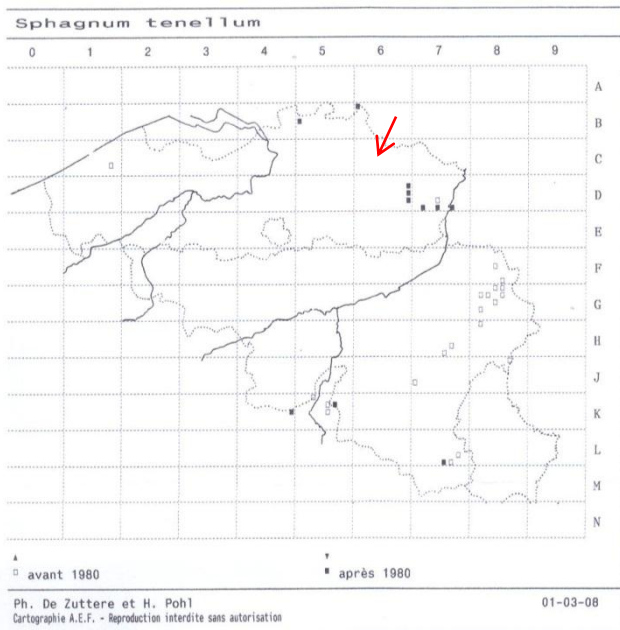 Sphagnum tenellum
0 1 2 3 4 5 6 7 8 9
A
B
C
D
E
F
G
H
J
K
L
M
N
avant 1980 après 1980
Ph. De Zuttere et H. Pohl 01-03-08
Cartographie A.E.F. - Reproduction interdite sans autorisation